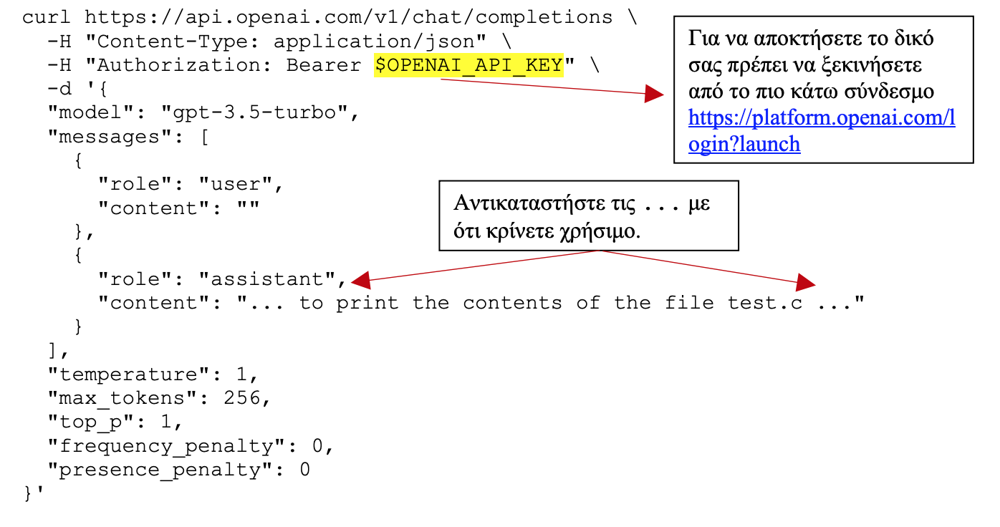 curl https://api.openai.com/v1/chat/completions \
-H "Content-Type: application/json" \
-H "Authorization: Bearer $OPENAI_API_KEY" \
-d '{
"model": "gpt-3.5-turbo",
"messages": [
{
"role": "user",
"content": ""
},
{
"role": "assistant",
"content": "... to print the contents of the file test.c ..."
}
],
"temperature": 1,
"max_tokens": 256,
"top_p": 1,
"frequency_penalty": 0,
"presence_penalty": 0
}'
Για να αποκτήσετε το δικό
σας πρέπει να ξεκινήσετε
από το πιο κάτω σύνδεσμο
https://platform.openai.com/l
ogin?launch
Αντικαταστήστε τις ... με
ότι κρίνετε χρήσιμο.